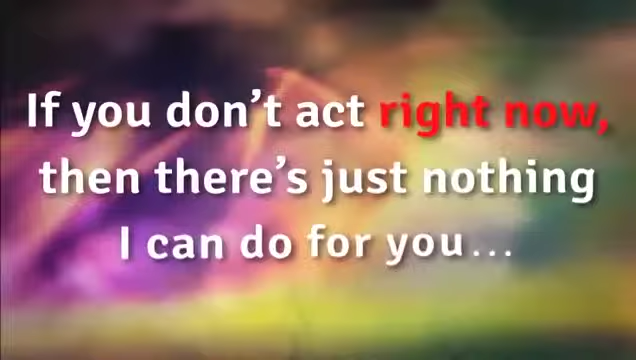 If you don’t act right now,
then there’s just nothing
I can do for you...